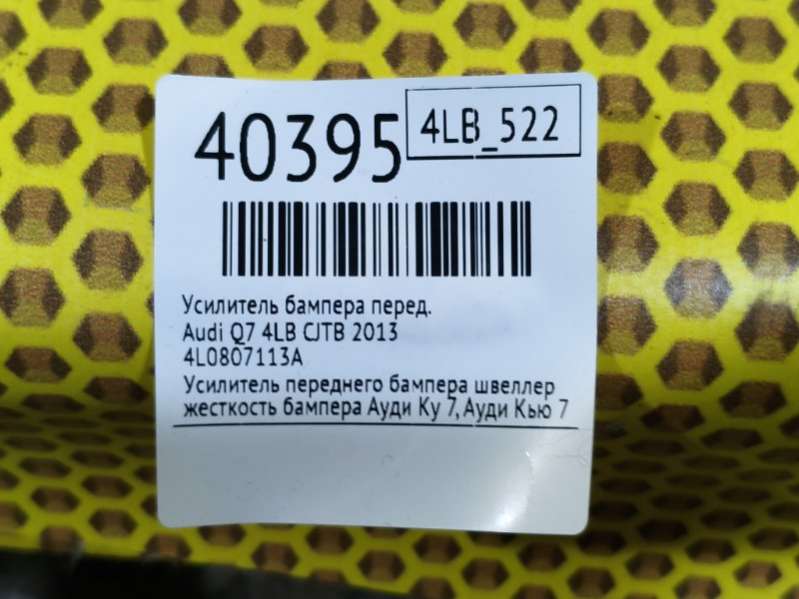 40395
4LB_522
Усилитель бампера перед.
Audi Q7 4LB CJTB 2013
4L0807113A
Усилитель переднего бампера швеллер
жесткость бампера Ауди Ку 7, Ауди Кью 7